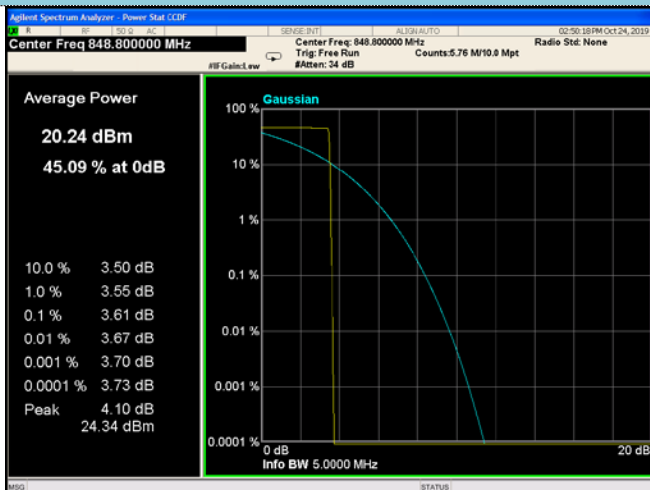 Agilent Spectrum Analyzer - Power Stat CCDF
R RF 50 Ω AC SENSE:INT ALIGN AUTO 02:50:18 PM Oct 24, 2019
Center Freq 848.800000 MHz Center Freq: 848.800000 MHz Radio Std: None
Trig: Free Run Counts:5.76 M/10.0 Mpt
#IFGain:Low #Atten: 34 dB
Average Power
20.24 dBm
45.09 % at 0dB
10.0 % 3.50 dB
1.0 % 3.55 dB
0.1 % 3.61 dB
0.01 % 3.67 dB
0.001 % 3.70 dB
0.0001 % 3.73 dB
Peak 4.10 dB
24.34 dBm
Gaussian
100 %
10 %
1 %
0.1 %
0.01 %
0.001 %
0.0001 %
0 dB 20 dB
Info BW 5.0000 MHz
MSG STATUS